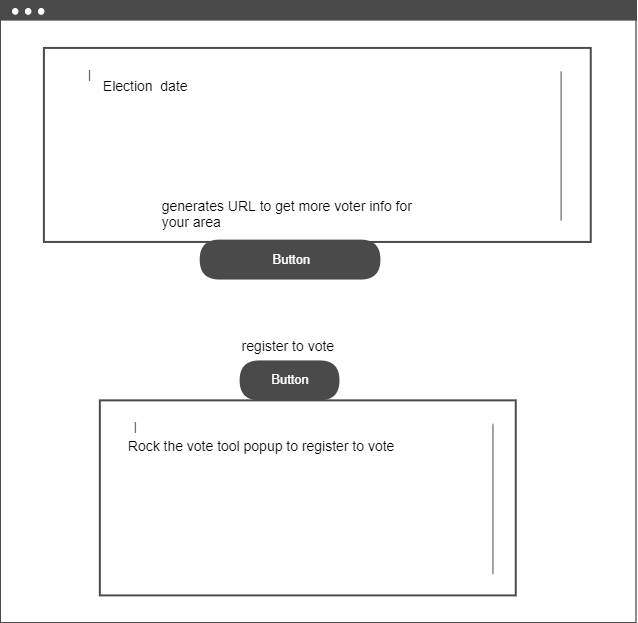 Election  date
generates URL to get more voter info for
your area
Button
register to vote
Button
Rock the vote tool popup to register to vote